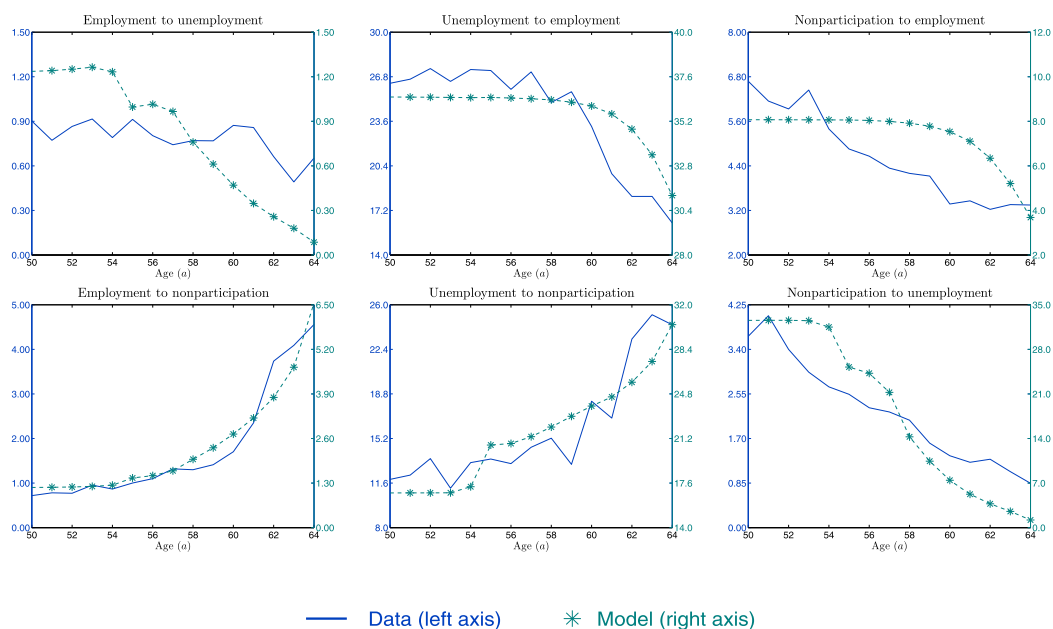 Employment to unemployment Unemployment to employment Nonparticipation to employment
1.50 1.50 30.0 40.0 8.00 12.0
1.20 1.20 26.8 37.6 6.80 10.0
0.90 0.90 23.6 35.2 5.60 8.0
0.60 0.60 20.4 32.8 4.40 6.0
0.30 0.30 17.2 30.4 3.20 4.0
0.00 0.00 14.0 28.0 2.00 2.0
50 52 54 56 58 60 62 64 50 52 54 56 58 60 62 64 50 52 54 56 58 60 62 64
Age (a) Age (a) Age (a)
Employment to nonparticipation Unemployment to nonparticipation Nonparticipation to unemployment
5.00 6.50 26.0 32.0 4.25 35.0
4.00 5.20 22.4 28.4 3.40 28.0
3.00 3.90 18.8 24.8 2.55 21.0
2.00 2.60 15.2 21.2 1.70 14.0
1.00 1.30 11.6 17.6 0.85 7.0
0.00 0.00 8.0 14.0 0.00 0.0
50 52 54 56 58 60 62 64 50 52 54 56 58 60 62 64 50 52 54 56 58 60 62 64
Age (a) Age (a) Age (a)
Data (left axis) Model (right axis)